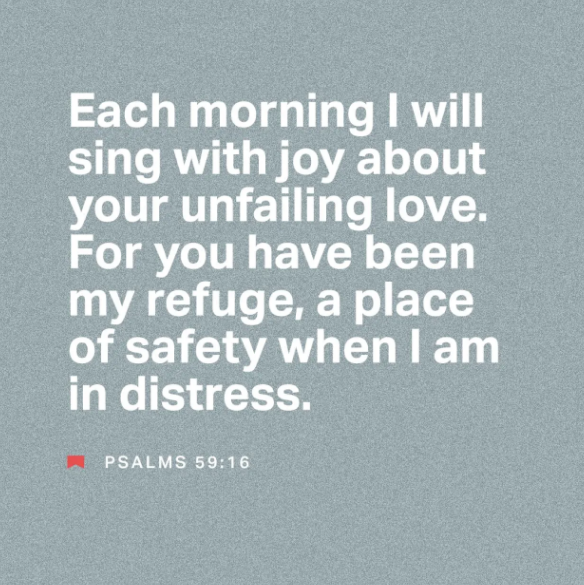 Each morning I will
sing with joy about
your unfailing love.
For you have been
my refuge, a place
of safety when I am
in distress.
PSALMS 59:16